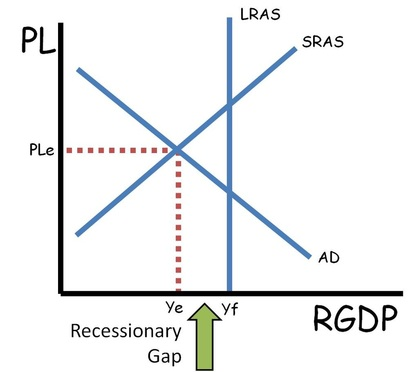 LRAS
PL
SRAS
PLe
AD
Ye
Yf
RGDP
Recessionary
Gap